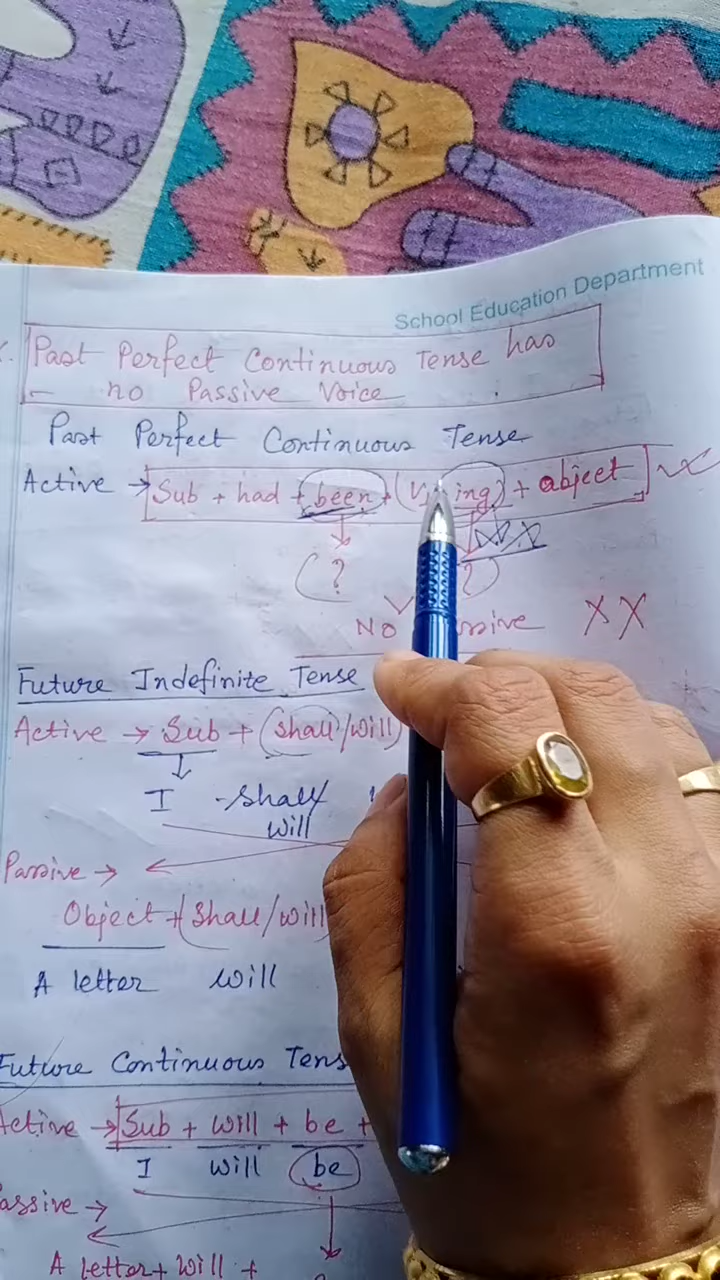 School Education Department
Past Perfect Continuous Tense has
no Passive Voice
Past Perfect Continuous Tense
Active → Sub + had + been + (V ing) + object
(?
?)
No XX
Future Indefinite Tense
Active → Sub + (Shall/will)
I shall
will
Passive →
Object + (Shall/will
A letter will
Future Continuous Tens
Active → Sub + will + be +
I will be
Passive →
A letter + will +